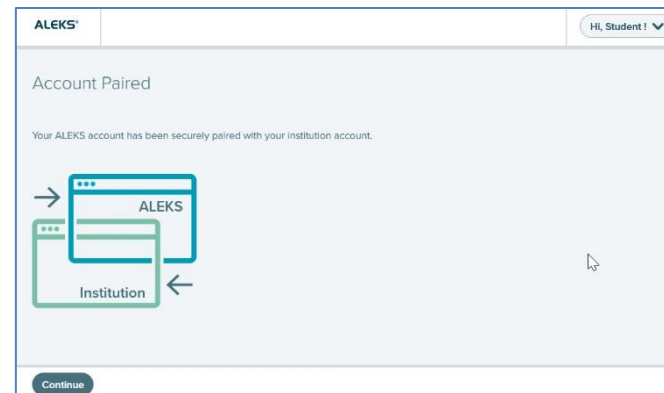 ALEKS®
Hi, Student !
Account Paired
Your ALEKS account has been securely paired with your institution account.
ALEKS
Institution
Continue